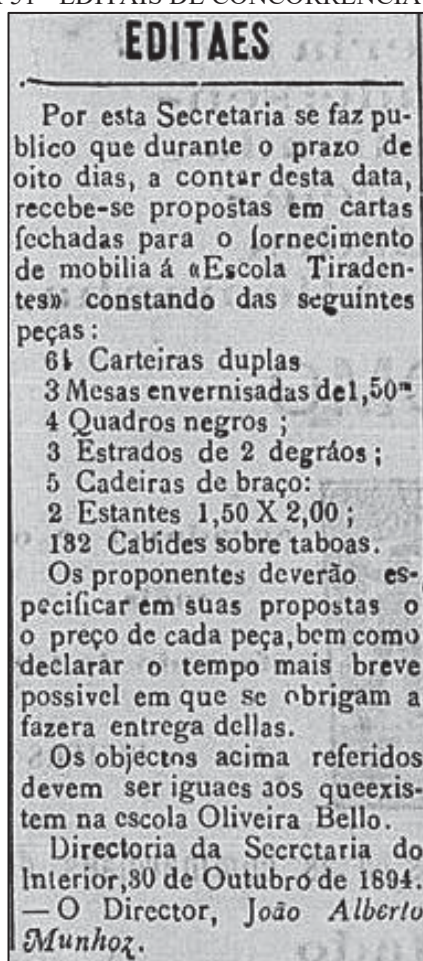 51 EDITAIS DE CONCORRÊNCIA
EDITAES
Por esta Secretaria se faz pu-
blico que durante o prazo de
oito dias, a contar desta data,
recebe-se propostas em cartas
fechadas para o fornecimento
de mobilia á «Escola Tiraden-
tes» constando das seguintes
peças:
Carteiras duplas
3 Mesas envernisadas de 1,50m
4 Quadros negros;
3 Estrados de 2 degráos;
5 Cadeiras de braço:
2 Estantes 1,50 X 2,00;
182 Cabides sobre taboas.
Os proponentes deverão es-
pecificar em suas propostas o
o preço de cada peça, bem como
declarar o tempo mais breve
possivel em que se obrigam a
fazera entrega dellas.
Os objectos acima referidos
devem ser iguaes aos queexis-
tem na escola Oliveira Bello.
Directoria da Secretaria do
Interior, 30 de Outubro de 1894.
—O Director, João Alberto
Munhoz.